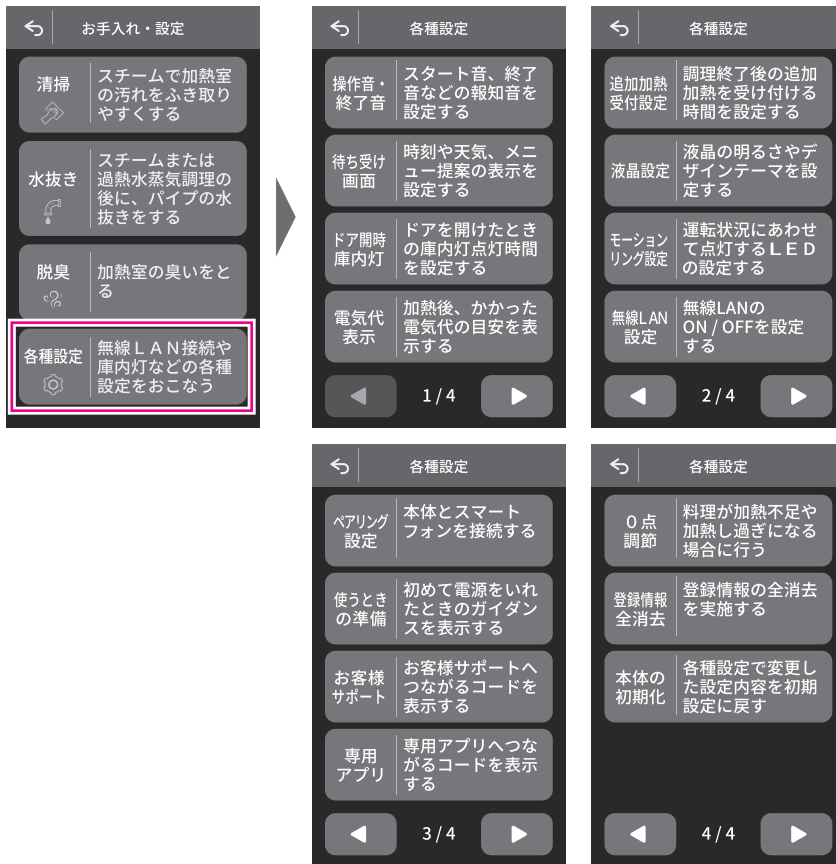 お手入れ・設定
清掃
スチームで加熱室
の汚れをふき取り
やすくする
水抜き
スチームまたは
過熱水蒸気調理の
後に、パイプの水
抜きをする
脱臭
加熱室の臭いをと
る
各種設定
無線ＬＡＮ接続や
庫内灯などの各種
設定をおこなう
各種設定
操作音・
終了音
スタート音、終了
音などの報知音を
設定する
待ち受け
画面
時刻や天気、メニ
ュー提案の表示を
設定する
ドア開時
庫内灯
ドアを開けたとき
の庫内灯点灯時間
を設定する
電気代
表示
加熱後、かかった
電気代の目安を表
示する
1 / 4
各種設定
追加加熱
受付設定
調理終了後の追加
加熱を受け付ける
時間を設定する
液晶設定
液晶の明るさやデ
ザインテーマを設
定する
モーション
リング設定
運転状況にあわせ
て点灯するＬＥＤ
の設定する
無線LAN
設定
無線LANの
ON / OFFを設定
する
2 / 4
各種設定
ペアリング
設定
本体とスマート
フォンを接続する
使うとき
の準備
初めて電源をいれ
たときのガイダン
スを表示する
お客様
サポート
お客様サポートへ
つながるコードを
表示する
専用
アプリ
専用アプリへつな
がるコードを表示
する
3 / 4
各種設定
０点
調節
料理が加熱不足や
加熱し過ぎになる
場合に行う
登録情報
全消去
登録情報の全消去
を実施する
本体の
初期化
各種設定で変更し
た設定内容を初期
設定に戻す
4 / 4